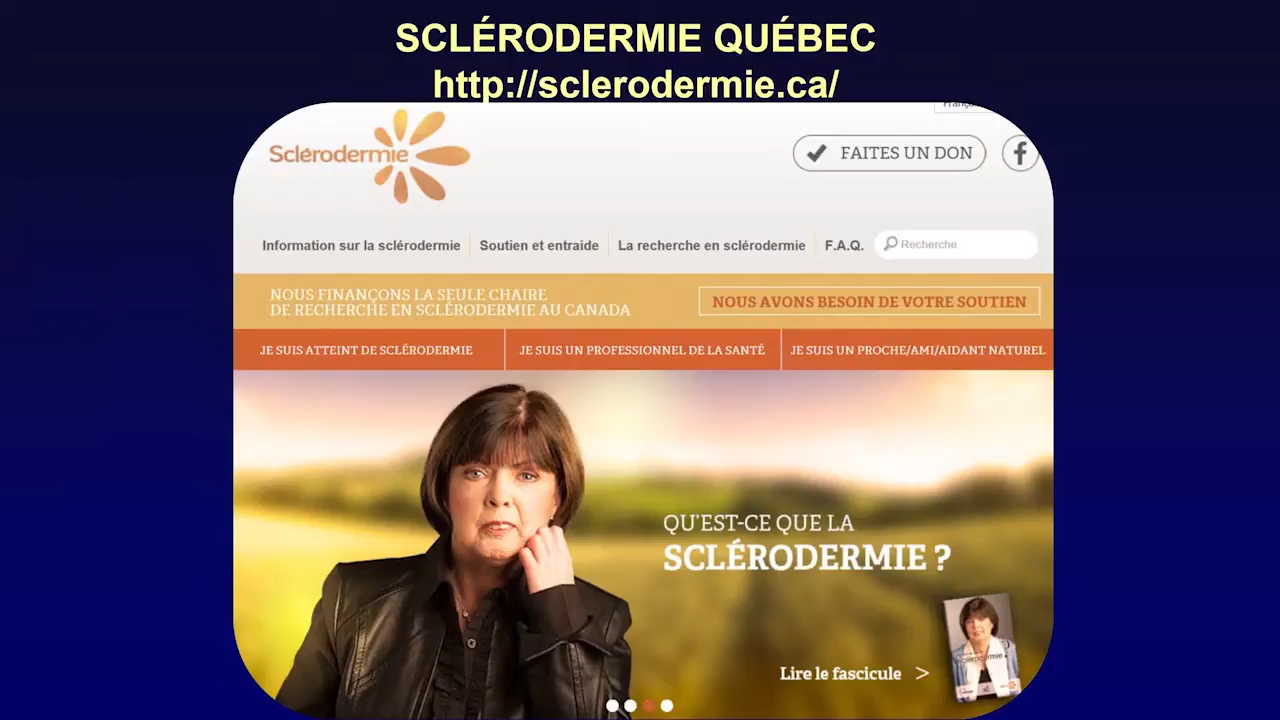 SCLÉRODERMIE QUÉBEC
http://sclerodermie.ca/
Sclérodermie
FAITES UN DON
f
Information sur la sclérodermie
Soutien et entraide
La recherche en sclérodermie
F.A.Q.
Recherche
NOUS FINANÇONS LA SEULE CHAIRE
DE RECHERCHE EN SCLÉRODERMIE AU CANADA
NOUS AVONS BESOIN DE VOTRE SOUTIEN
JE SUIS ATTEINT DE SCLÉRODERMIE
JE SUIS UN PROFESSIONNEL DE LA SANTÉ
JE SUIS UN PROCHE/AMI/AIDANT NATUREL
QU'EST-CE QUE LA
SCLÉRODERMIE ?
sclérodermie
Lire le fascicule >